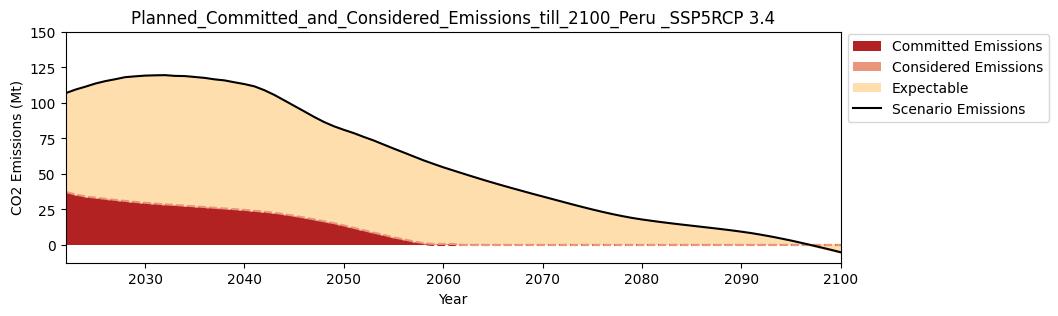 Planned_Committed_and_Considered_Emissions_till_2100_Peru _SSP5RCP 3.4
150
125
100
75
50
25
0
CO2 Emissions (Mt)
2030 2040 2050 2060 2070 2080 2090 2100
Year
Committed Emissions
Considered Emissions
Expectable
Scenario Emissions